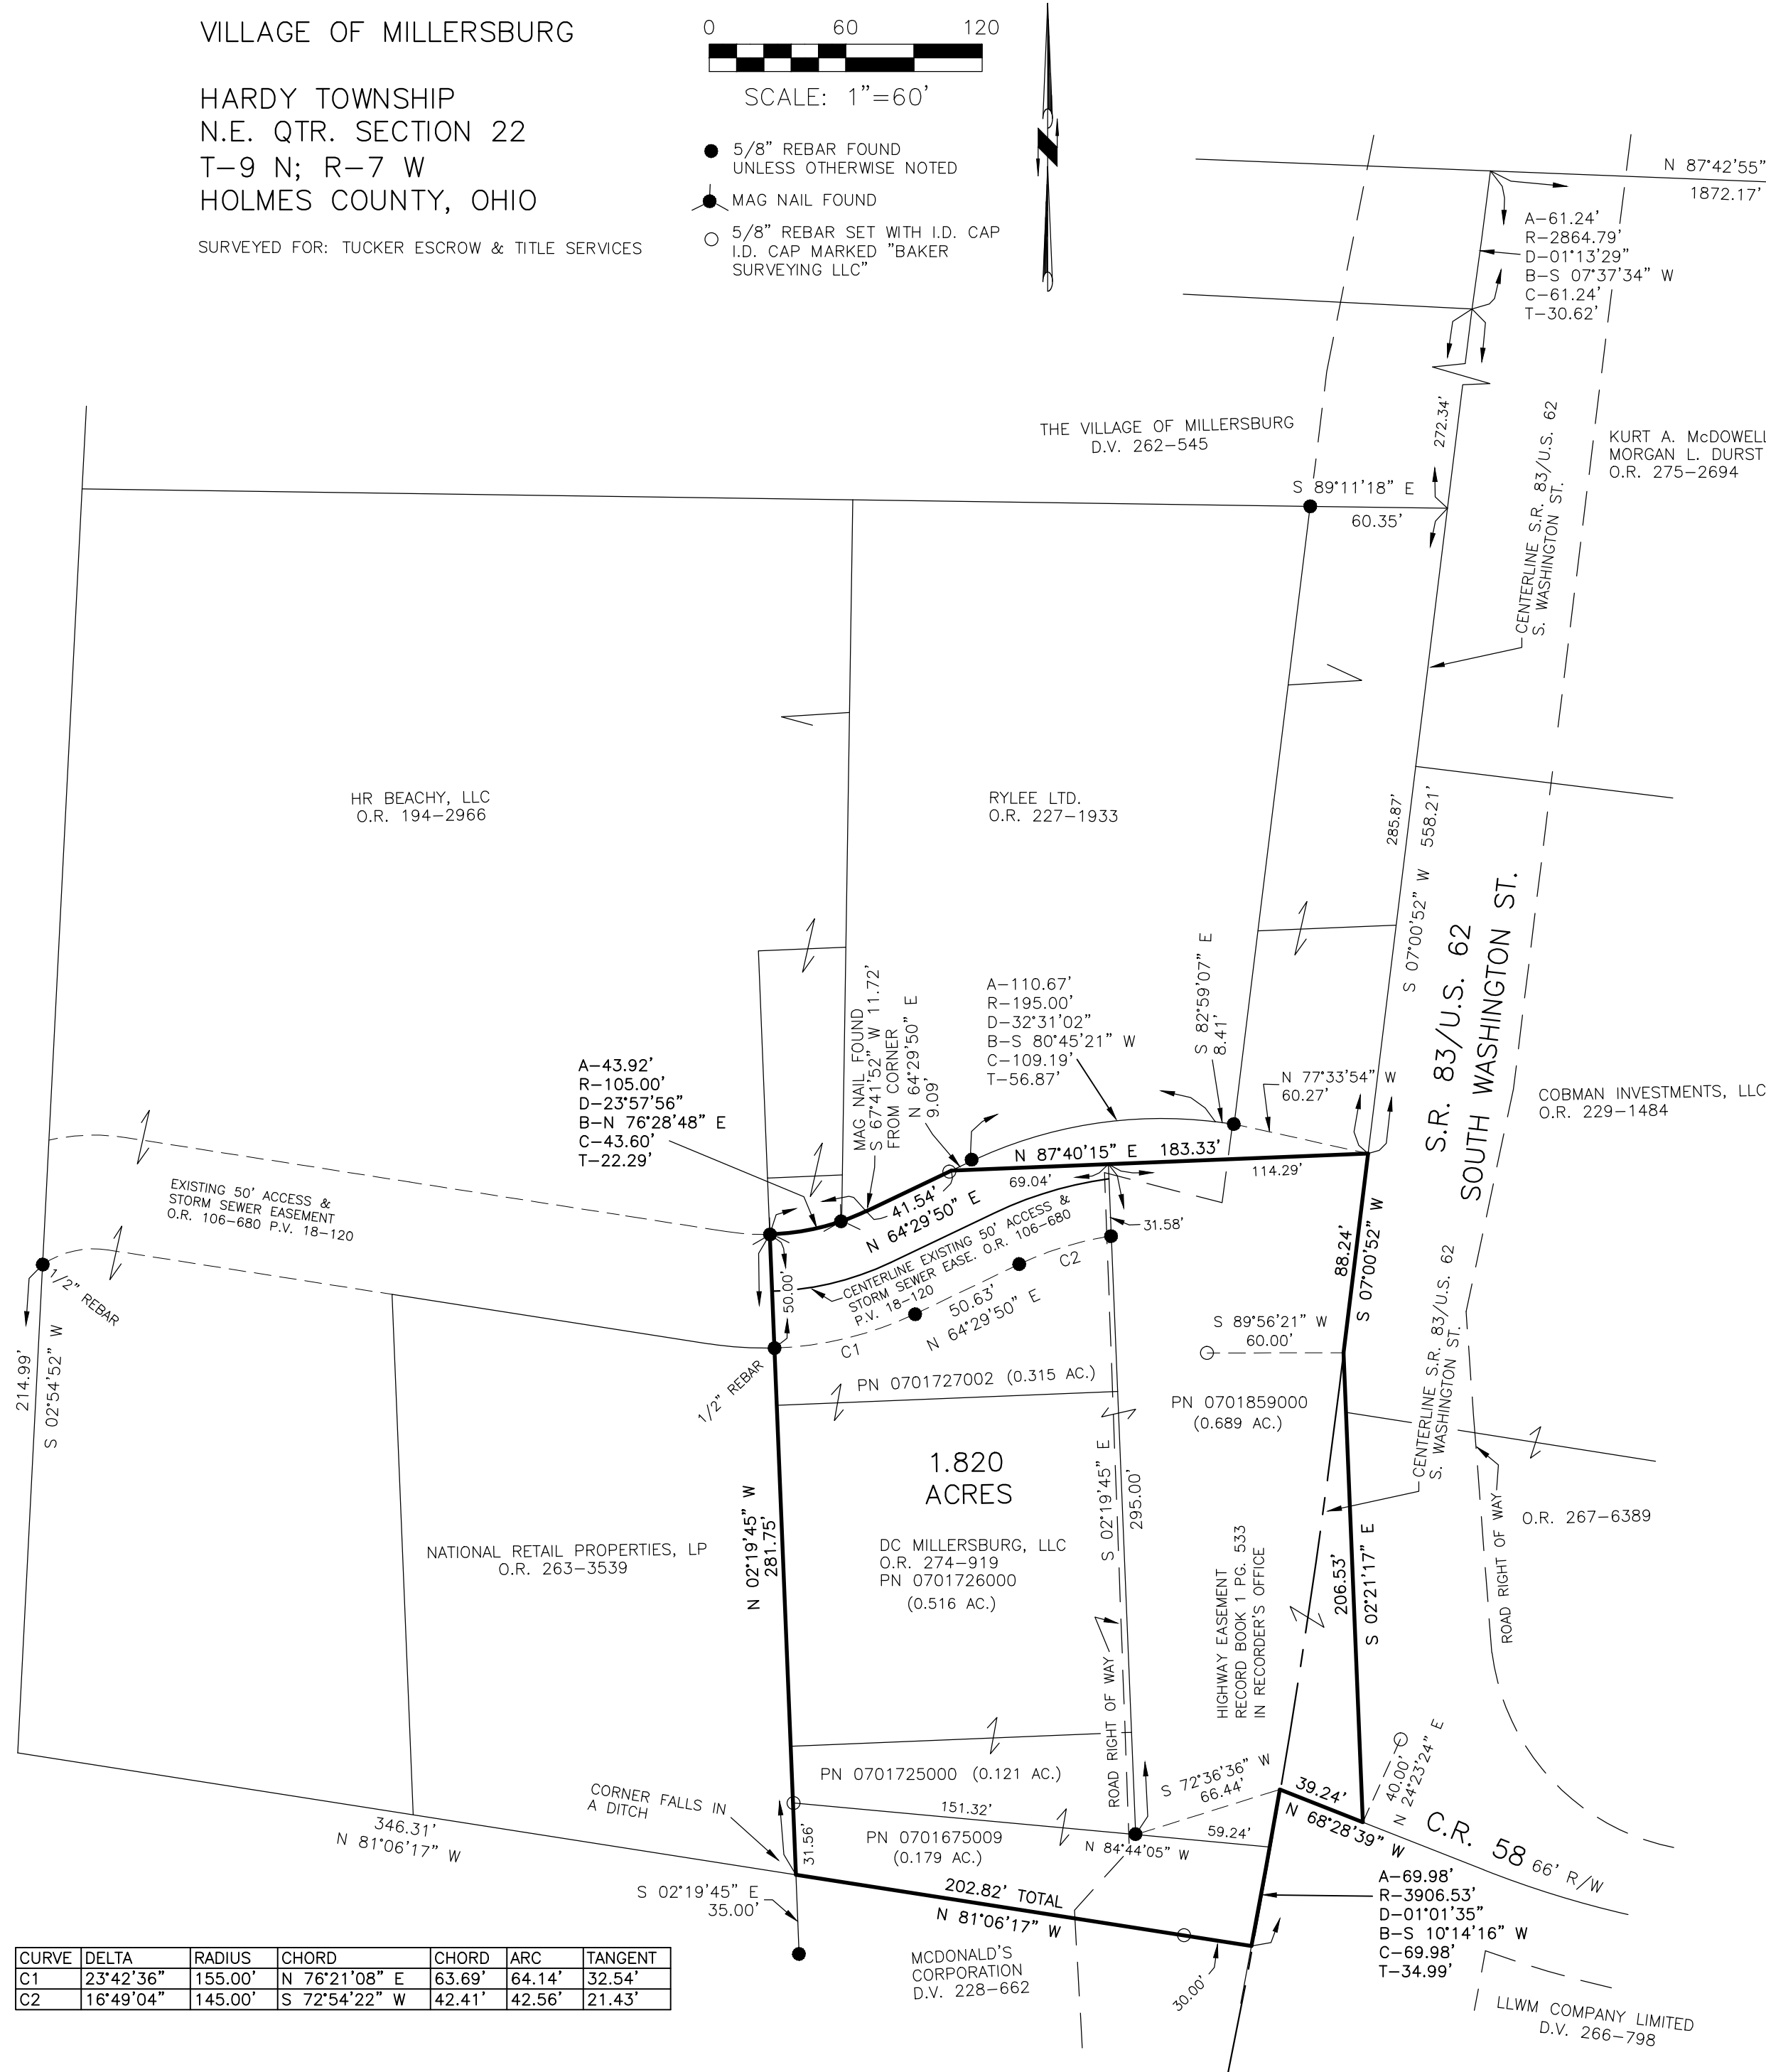 VILLAGE OF MILLERSBURG
HARDY TOWNSHIP
N.E. QTR. SECTION 22
T-9 N; R-7 W
HOLMES COUNTY, OHIO
SURVEYED FOR: TUCKER ESCROW & TITLE SERVICES
0 60 120
SCALE: 1"=60'
5/8" REBAR FOUND
UNLESS OTHERWISE NOTED
MAG NAIL FOUND
5/8" REBAR SET WITH I.D. CAP
I.D. CAP MARKED "BAKER
SURVEYING LLC"
N 87°42'55"
1872.17'
A-61.24'
R-2864.79'
D-01°13'29"
B-S 07°37'34" W
C-61.24'
T-30.62'
THE VILLAGE OF MILLERSBURG
D.V. 262-545
272.34'
CENTERLINE S.R. 83/U.S. 62
S. WASHINGTON ST.
KURT A. McDOWELL
MORGAN L. DURST
O.R. 275-2694
S 89°11'18" E
60.35'
HR BEACHY, LLC
O.R. 194-2966
RYLEE LTD.
O.R. 227-1933
285.87'
S 07°00'52" W 558.21'
S.R. 83/U.S. 62
SOUTH WASHINGTON ST.
COBMAN INVESTMENTS, LLC
O.R. 229-1484
A-43.92'
R-105.00'
D-23°57'56"
B-N 76°28'48" E
C-43.60'
T-22.29'
MAG NAIL FOUND
S 67°41'52" W 11.72'
FROM CORNER
N 64°29'50" E
9.09'
A-110.67'
R-195.00'
D-32°31'02"
B-S 80°45'21" W
C-109.19'
T-56.87'
S 82°59'07" E
8.41'
N 77°33'54" W
60.27'
N 87°40'15" E 183.33'
69.04'
114.29'
41.54'
N 64°29'50" E
EXISTING 50' ACCESS &
STORM SEWER EASEMENT
O.R. 106-680 P.V. 18-120
1/2" REBAR
214.99'
S 02°54'52" W
50.00'
CENTERLINE EXISTING 50' ACCESS &
STORM SEWER EASE. O.R. 106-680
P.V. 18-120
31.58'
C1
50.63'
N 64°29'50" E
C2
88.24'
S 07°00'52" W
1/2" REBAR
PN 0701727002 (0.315 AC.)
S 89°56'21" W
60.00'
PN 0701859000
(0.689 AC.)
CENTERLINE S.R. 83/U.S. 62
S. WASHINGTON ST.
1.820
ACRES
N 02°19'45" W
281.75'
S 02°19'45" E
295.00'
NATIONAL RETAIL PROPERTIES, LP
O.R. 263-3539
DC MILLERSBURG, LLC
O.R. 274-919
PN 0701726000
(0.516 AC.)
HIGHWAY EASEMENT
RECORD BOOK 1 PG. 533
IN RECORDER'S OFFICE
206.53'
S 02°21'17" E
ROAD RIGHT OF WAY
O.R. 267-6389
ROAD RIGHT OF WAY
PN 0701725000 (0.121 AC.)
S 72°36'36" W
66.44'
39.24'
N 68°28'39" W
40.00'
N 24°23'24" E
C.R. 58 66' R/W
CORNER FALLS IN
A DITCH
151.32'
PN 0701675009
(0.179 AC.)
N 84°44'05" W
59.24'
31.56'
346.31'
N 81°06'17" W
S 02°19'45" E
35.00'
202.82' TOTAL
N 81°06'17" W
A-69.98'
R-3906.53'
D-01°01'35"
B-S 10°14'16" W
C-69.98'
T-34.99'
MCDONALD'S
CORPORATION
D.V. 228-662
30.00'
LLWM COMPANY LIMITED
D.V. 266-798
CURVE DELTA RADIUS CHORD CHORD ARC TANGENT
C1 23°42'36" 155.00' N 76°21'08" E 63.69' 64.14' 32.54'
C2 16°49'04" 145.00' S 72°54'22" W 42.41' 42.56' 21.43'